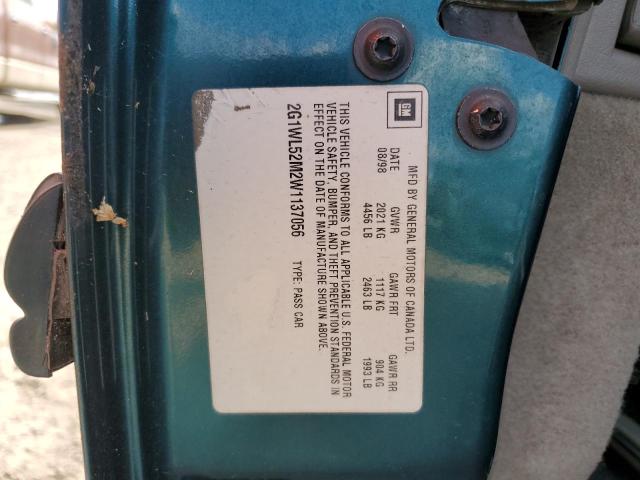 GM
MFD BY GENERAL MOTORS OF CANADA LTD.
DATE GVWR GAWR FRT GAWR RR
08/98 2021 KG 1117 KG 904 KG
4456 LB 2463 LB 1993 LB
THIS VEHICLE CONFORMS TO ALL APPLICABLE U.S. FEDERAL MOTOR
VEHICLE SAFETY, BUMPER, AND THEFT PREVENTION STANDARDS IN
EFFECT ON THE DATE OF MANUFACTURE SHOWN ABOVE.
2G1WL52M2W1137056 TYPE: PASS CAR